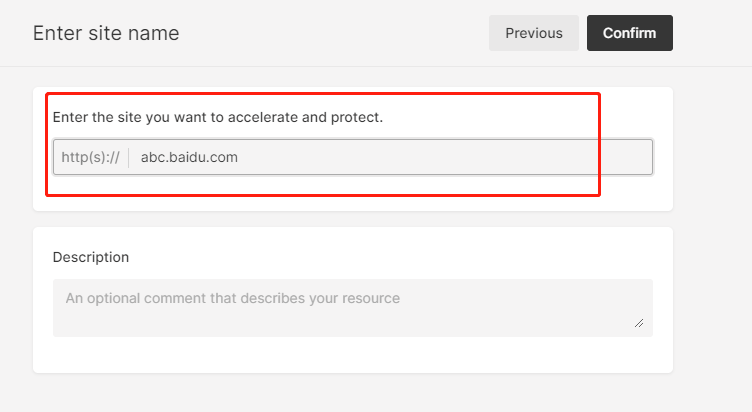 Enter site name
Previous
Confirm
Enter the site you want to accelerate and protect.
http(s)://
abc.baidu.com
Description
An optional comment that describes your resource